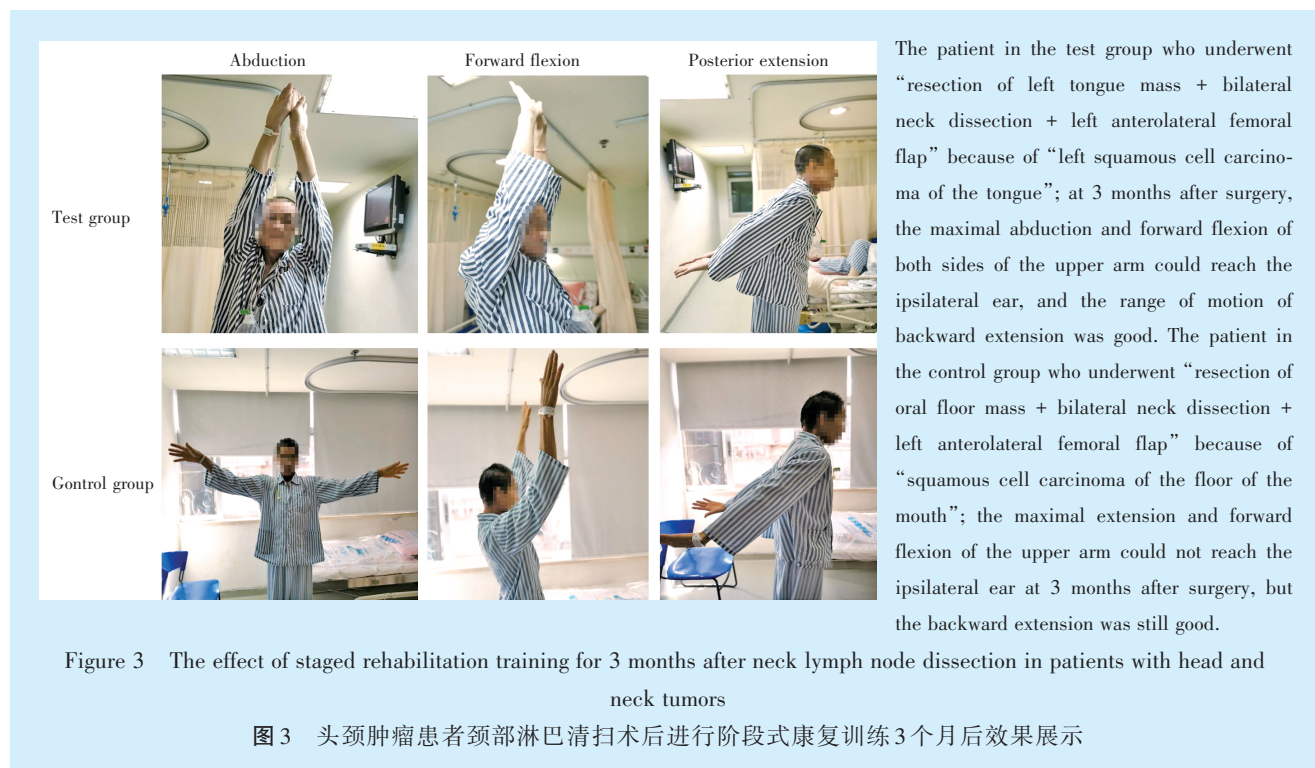 Abduction
Forward flexion
Posterior extension
Test group
Gontrol group
The patient in the test group who underwent
“resection of left tongue mass + bilateral
neck dissection + left anterolateral femoral
flap” because of “left squamous cell carcino-
ma of the tongue”; at 3 months after surgery,
the maximal abduction and forward flexion of
both sides of the upper arm could reach the
ipsilateral ear, and the range of motion of
backward extension was good. The patient in
the control group who underwent “resection of
oral floor mass + bilateral neck dissection +
left anterolateral femoral flap” because of
“squamous cell carcinoma of the floor of the
mouth”; the maximal extension and forward
flexion of the upper arm could not reach the
ipsilateral ear at 3 months after surgery, but
the backward extension was still good.
Figure 3 The effect of staged rehabilitation training for 3 months after neck lymph node dissection in patients with head and
neck tumors
图3 头颈肿瘤患者颈部淋巴清扫术后进行阶段式康复训练3个月后效果展示